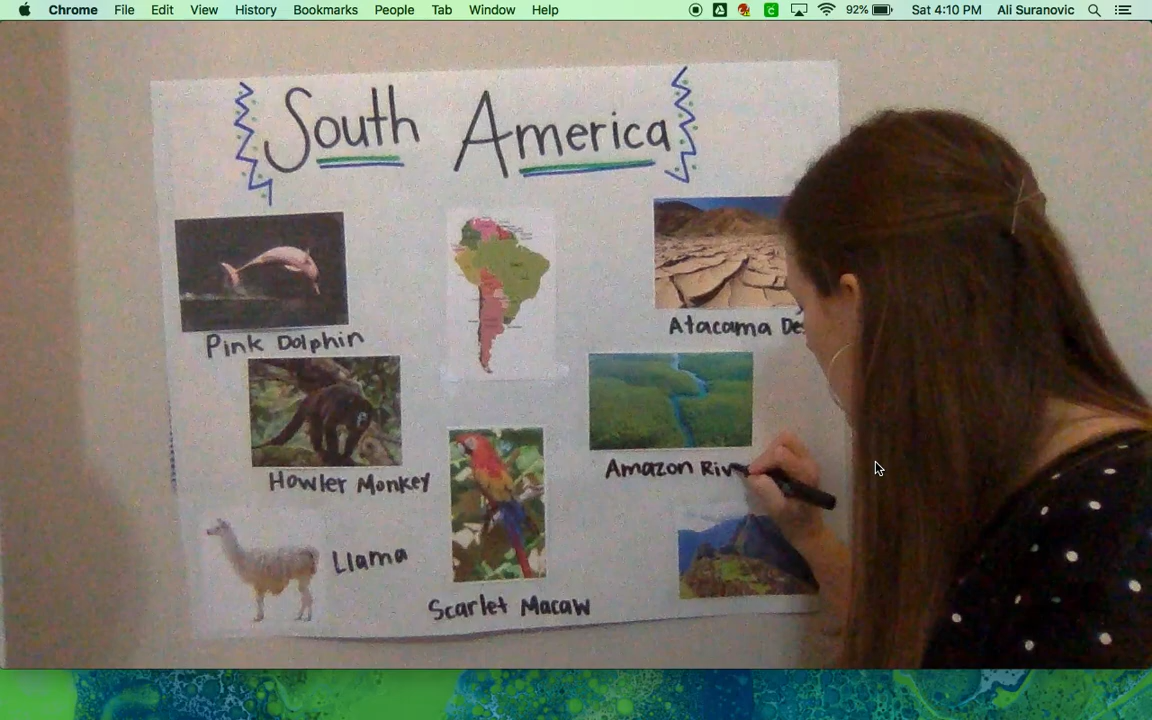 Chrome File Edit View History Bookmarks People Tab Window Help 92% Sat 4:10 PM Ali Suranovic
South America
Pink Dolphin
Atacama De
Howler Monkey
Amazon Riv
Llama
Scarlet Macaw